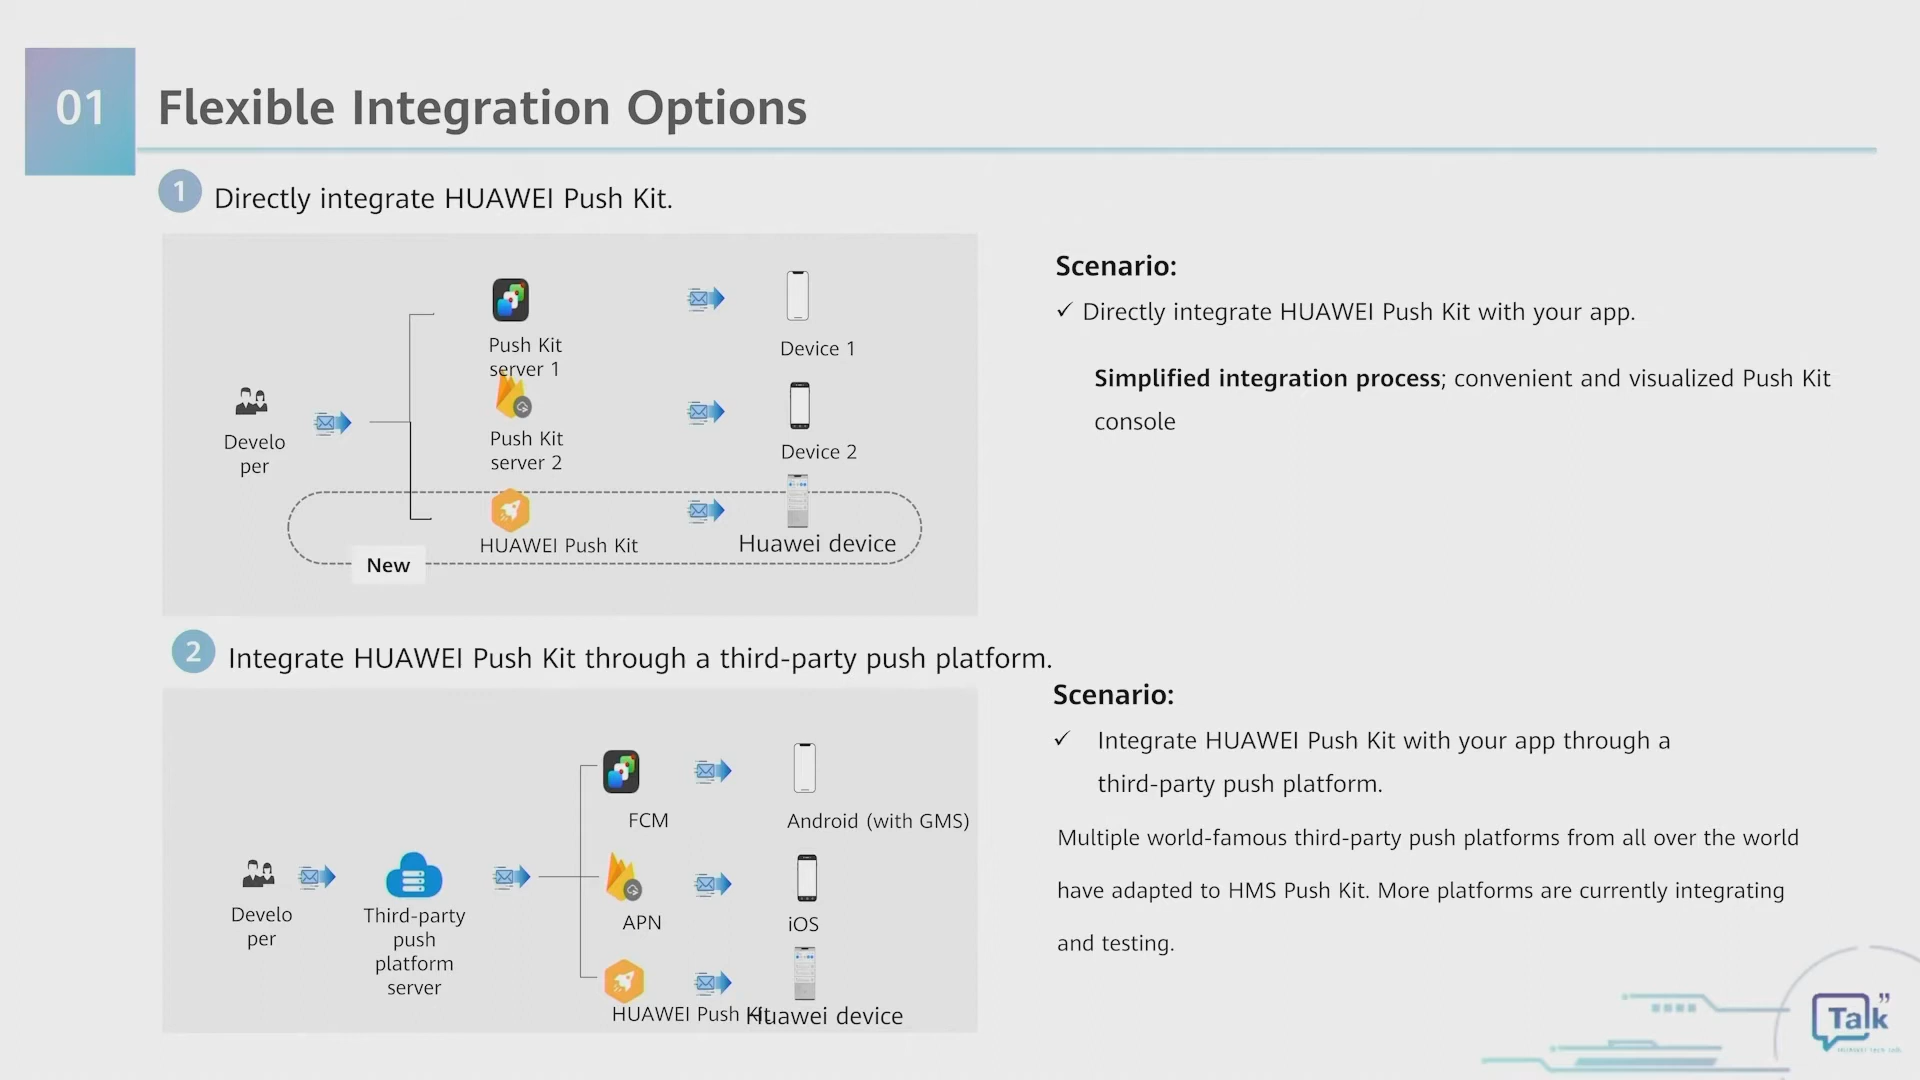 01
Flexible Integration Options
1
Directly integrate HUAWEI Push Kit.
Push Kit
server 1
Device 1
Develo
per
Push Kit
server 2
Device 2
HUAWEI Push Kit
Huawei device
New
Scenario:
✓ Directly integrate HUAWEI Push Kit with your app.
Simplified integration process; convenient and visualized Push Kit
console
2
Integrate HUAWEI Push Kit through a third-party push platform.
FCM
Android (with GMS)
Develo
per
Third-party
push
platform
server
APN
iOS
HUAWEI Push Kit
Huawei device
Scenario:
✓ Integrate HUAWEI Push Kit with your app through a
third-party push platform.
Multiple world-famous third-party push platforms from all over the world
have adapted to HMS Push Kit. More platforms are currently integrating
and testing.
Talk